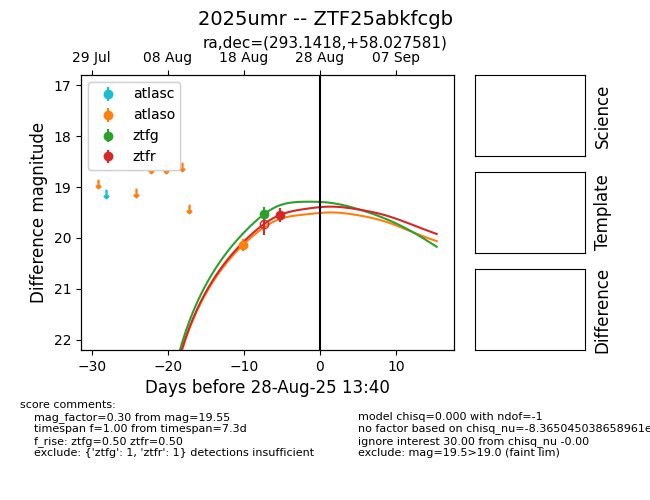 2025umr -- ZTF25abkfcgb
ra,dec=(293.1418,+58.027581)
29 Jul 08 Aug 18 Aug 28 Aug 07 Sep
17
18
19
20
21
22
Difference magnitude
atlasc
atlaso
ztfg
ztfr
−30 −20 −10 0 10
Days before 28-Aug-25 13:40
Science
Template
Difference
score comments:
mag_factor=0.30 from mag=19.55
timespan f=1.00 from timespan=7.3d
f_rise: ztfg=0.50 ztfr=0.50
exclude: {'ztfg': 1, 'ztfr': 1} detections insufficient
model chisq=0.000 with ndof=-1
no factor based on chisq_nu=-8.365045038658961e
ignore interest 30.00 from chisq_nu -0.00
exclude: mag=19.5>19.0 (faint lim)